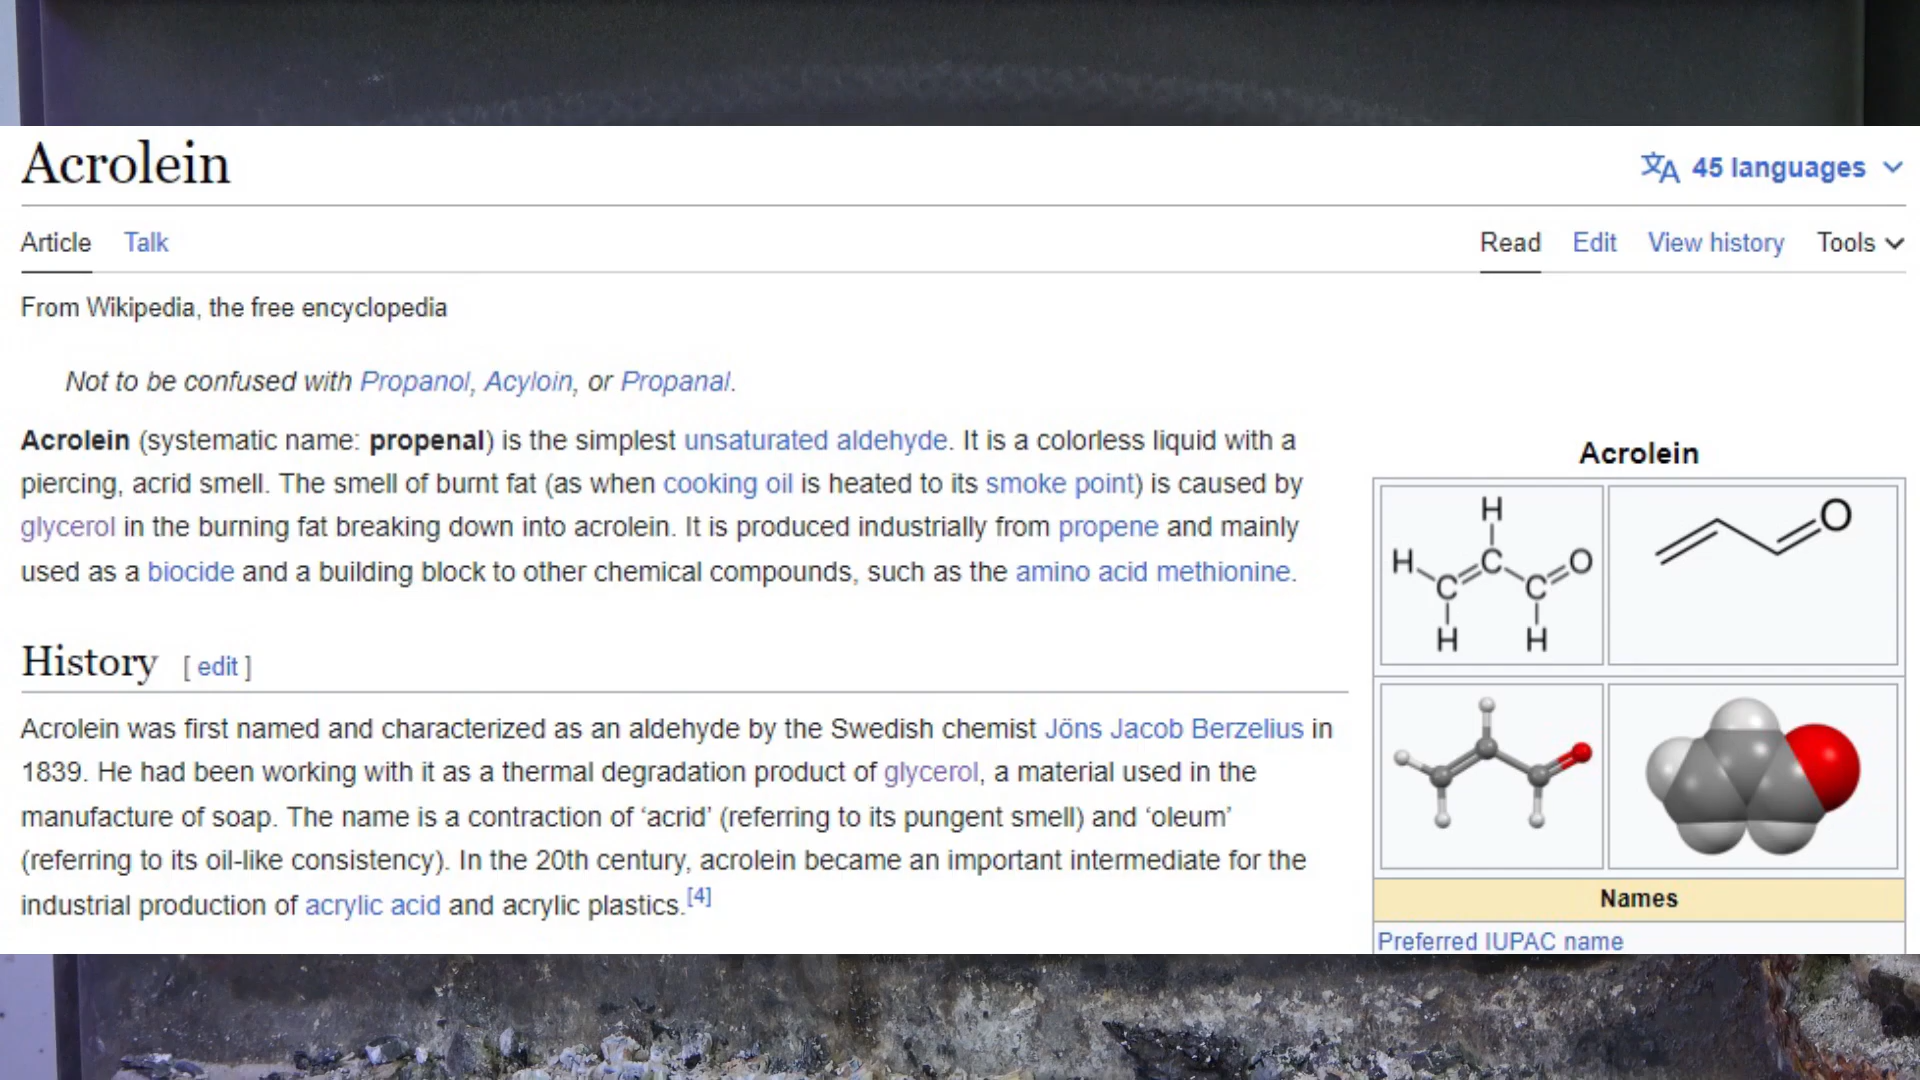 Acrolein
45 languages
Article Talk
Read Edit View history Tools
From Wikipedia, the free encyclopedia
Not to be confused with Propanol, Acyloin, or Propanal.
Acrolein (systematic name: propenal) is the simplest unsaturated aldehyde. It is a colorless liquid with a
piercing, acrid smell. The smell of burnt fat (as when cooking oil is heated to its smoke point) is caused by
glycerol in the burning fat breaking down into acrolein. It is produced industrially from propene and mainly
used as a biocide and a building block to other chemical compounds, such as the amino acid methionine.
History [ edit ]
Acrolein was first named and characterized as an aldehyde by the Swedish chemist Jöns Jacob Berzelius in
1839. He had been working with it as a thermal degradation product of glycerol, a material used in the
manufacture of soap. The name is a contraction of ‘acrid’ (referring to its pungent smell) and ‘oleum’
(referring to its oil-like consistency). In the 20th century, acrolein became an important intermediate for the
industrial production of acrylic acid and acrylic plastics.[4]
Acrolein
H
H C O
C C
H H
O
Names
Preferred IUPAC name